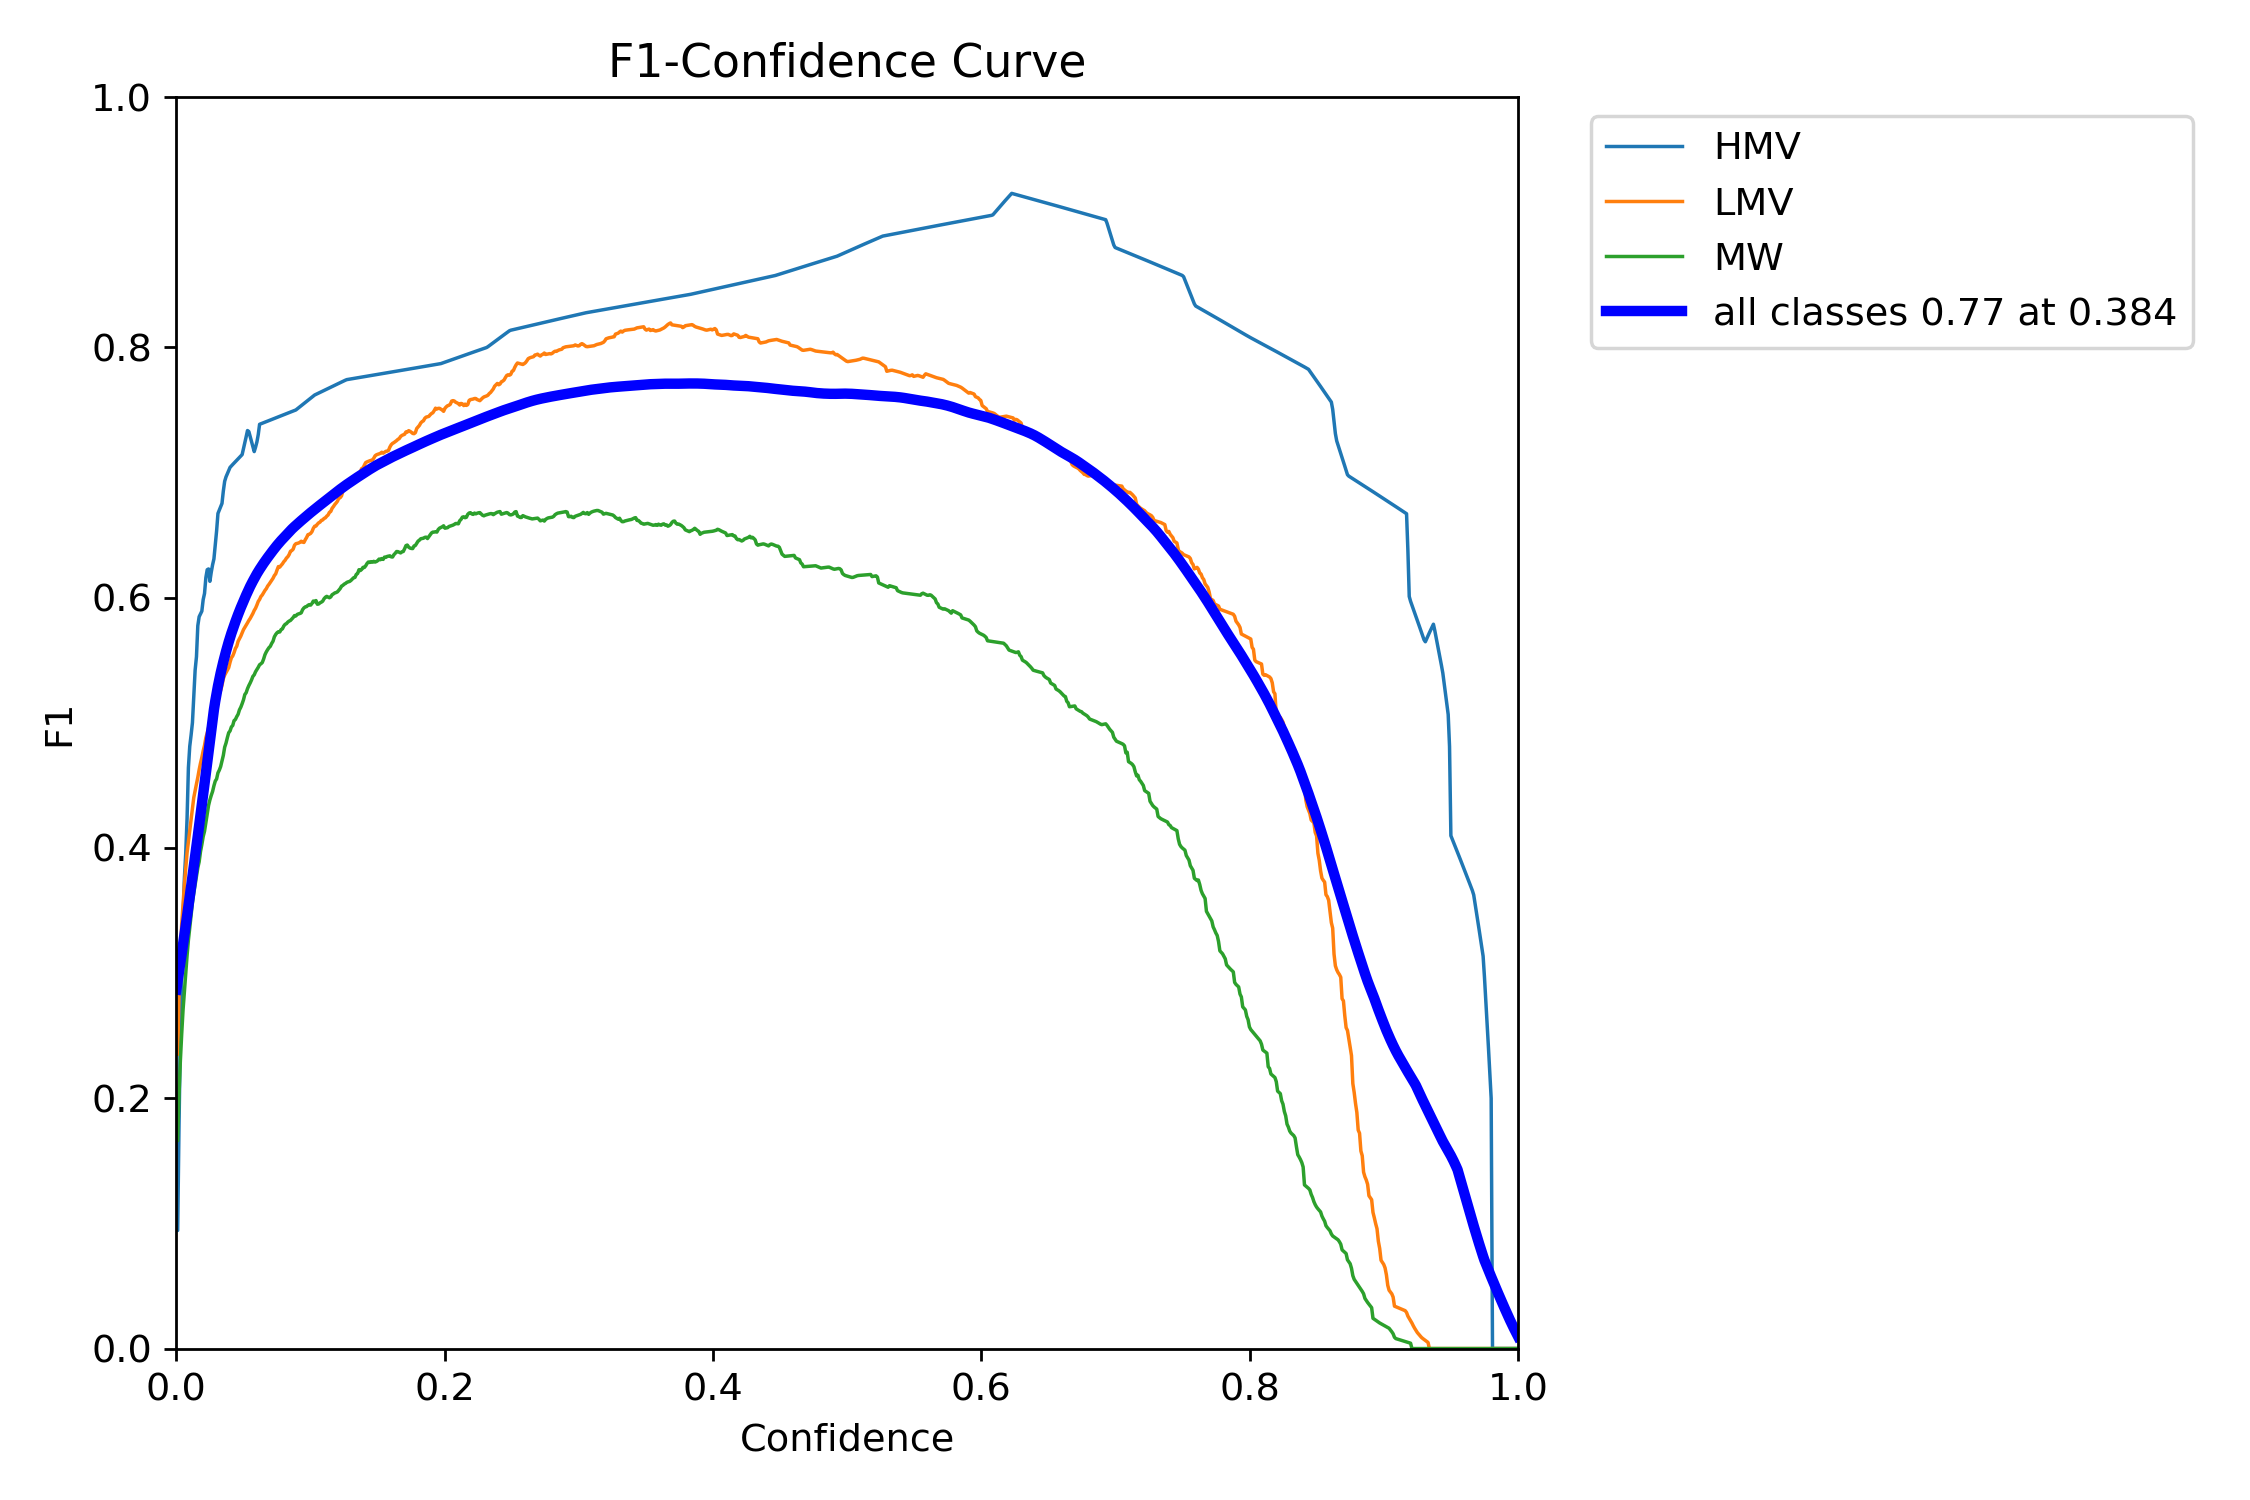 F1-Confidence Curve
1.0
0.8
0.6
0.4
0.2
0.0
F1
0.0 0.2 0.4 0.6 0.8 1.0
Confidence
HMV
LMV
MW
all classes 0.77 at 0.384